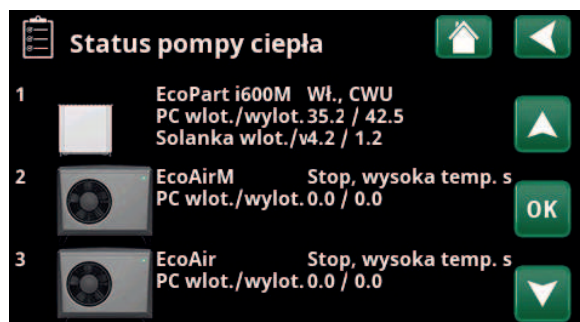 Status pompy ciepła
1 EcoPart i600M Wł., CWU
PC wlot./wylot. 35.2 / 42.5
Solanka wlot./v4.2 / 1.2
2 EcoAirM Stop, wysoka temp. s
PC wlot./wylot. 0.0 / 0.0
OK
3 EcoAir Stop, wysoka temp. s
PC wlot./wylot. 0.0 / 0.0